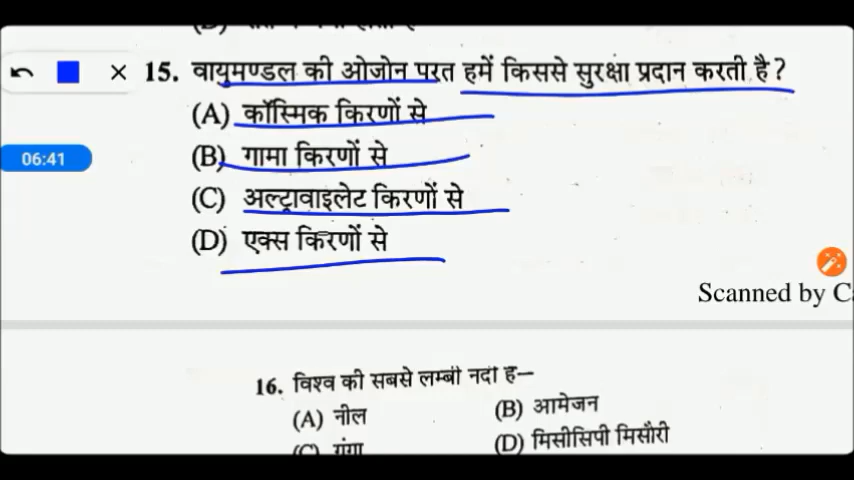 15. वायुमण्डल की ओजोन परत हमें किससे सुरक्षा प्रदान करती है?
(A) कॉस्मिक किरणों से
(B) गामा किरणों से
06:41
(C) अल्ट्रावाइलेट किरणों से
(D) एक्स किरणों से
Scanned by C
16. विश्व की सबसे लम्बी नदी है—
(A) नील
(B) आमेजन
(C) गंगा
(D) मिसीसिपी मिसौरी